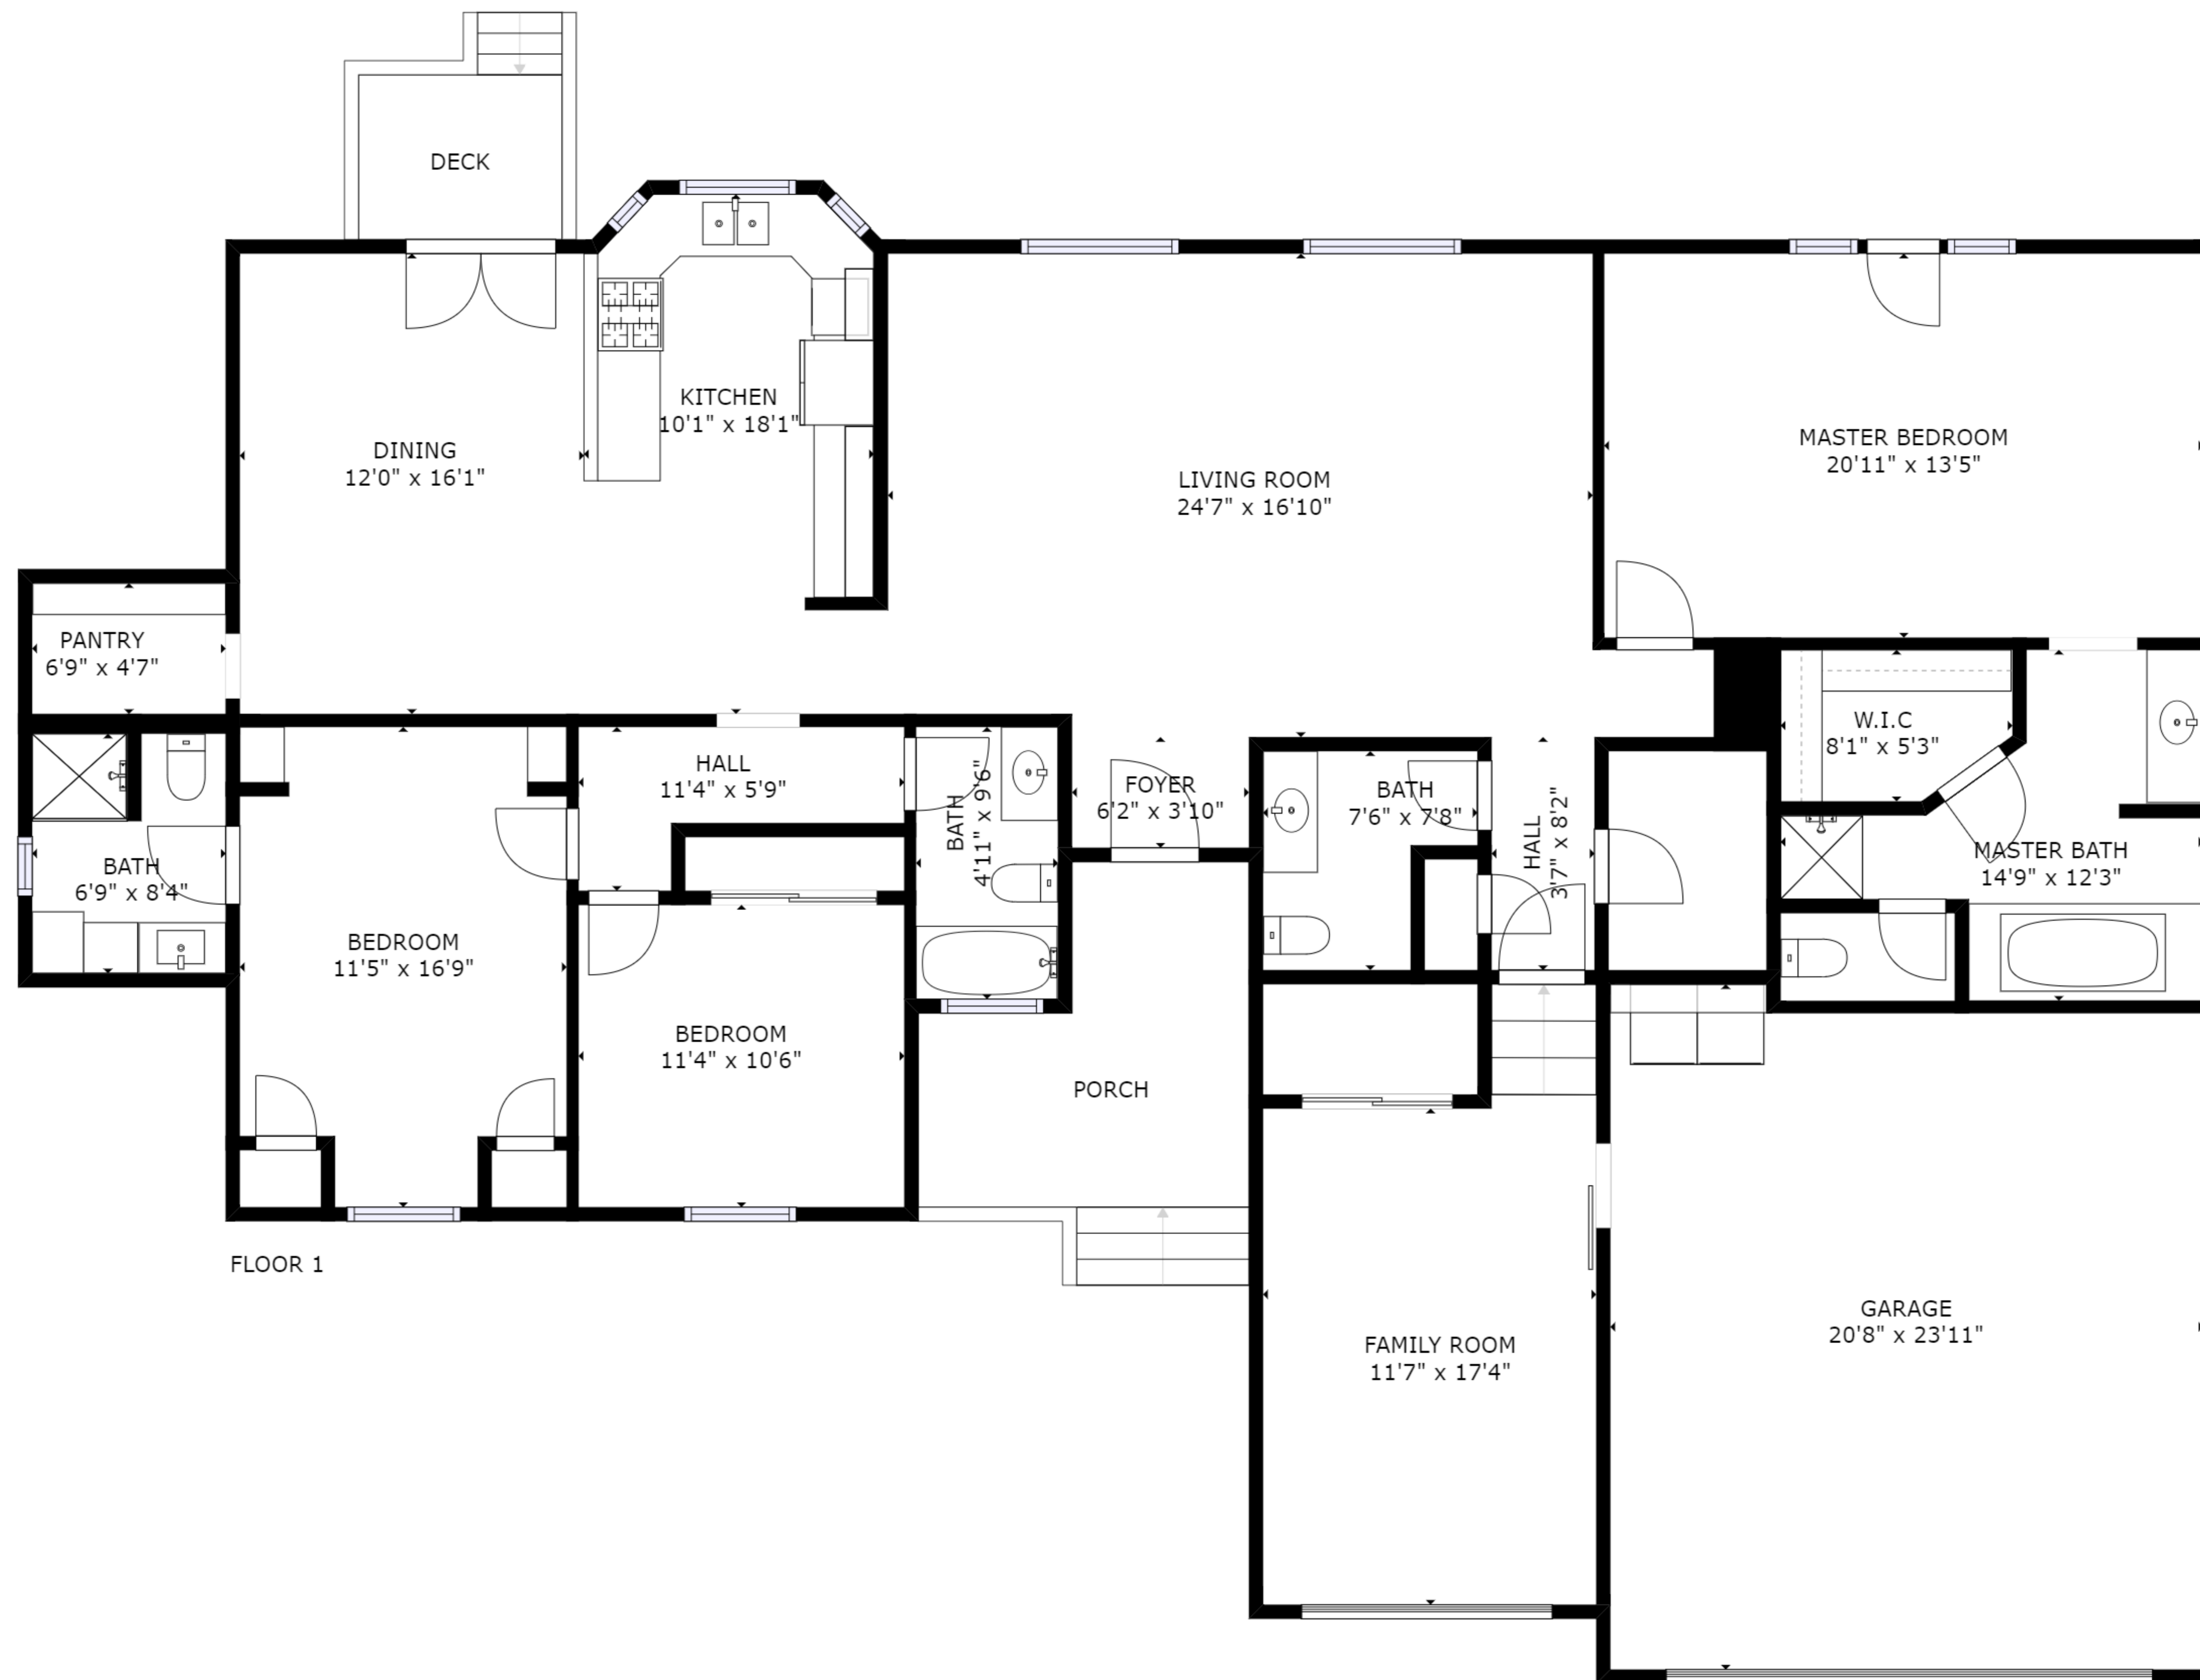 DECK
KITCHEN
10'1" x 18'1"
DINING
12'0" x 16'1"
LIVING ROOM
24'7" x 16'10"
MASTER BEDROOM
20'11" x 13'5"
PANTRY
6'9" x 4'7"
W.I.C
8'1" x 5'3"
HALL
11'4" x 5'9"
BATH
4'11" x 9'6"
FOYER
6'2" x 3'10"
BATH
7'6" x 7'8"
HALL
3'7" x 8'2"
BATH
6'9" x 8'4"
MASTER BATH
14'9" x 12'3"
BEDROOM
11'5" x 16'9"
BEDROOM
11'4" x 10'6"
PORCH
FLOOR 1
GARAGE
20'8" x 23'11"
FAMILY ROOM
11'7" x 17'4"